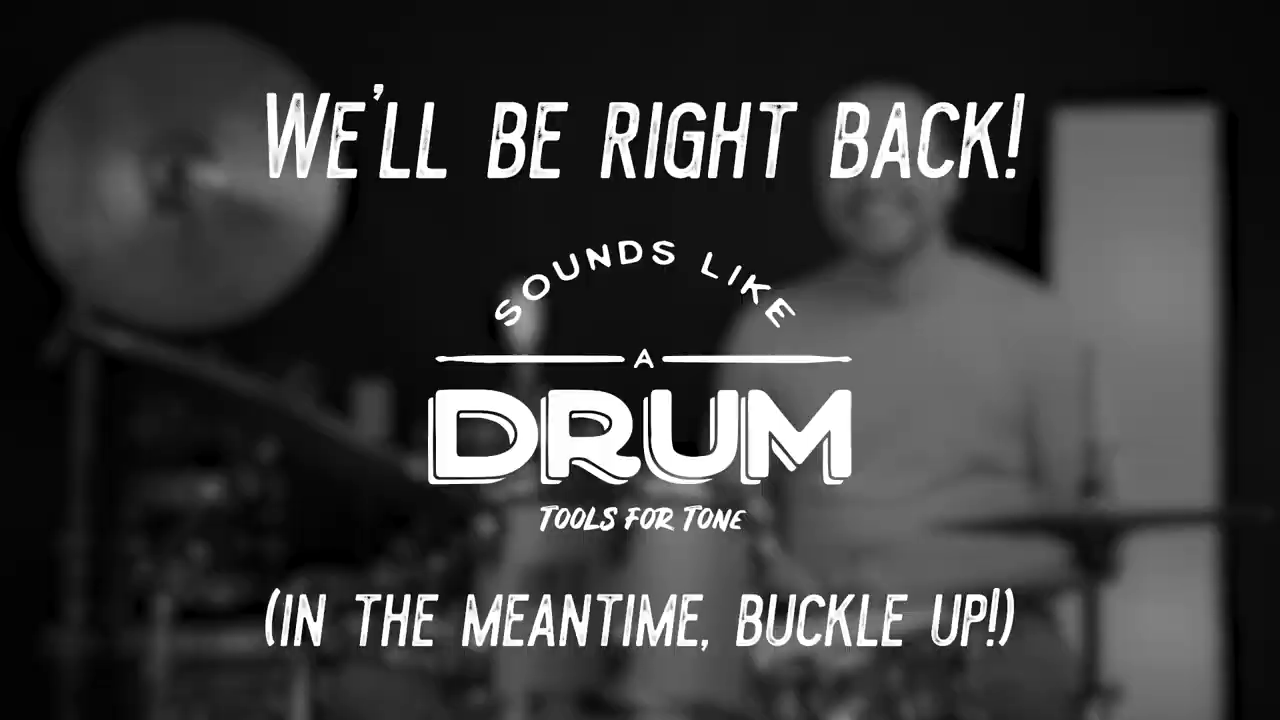 WE'LL BE RIGHT BACK!
SOUNDS LIKE
A
DRUM
TOOLS FOR TONE
(IN THE MEANTIME, BUCKLE UP!)